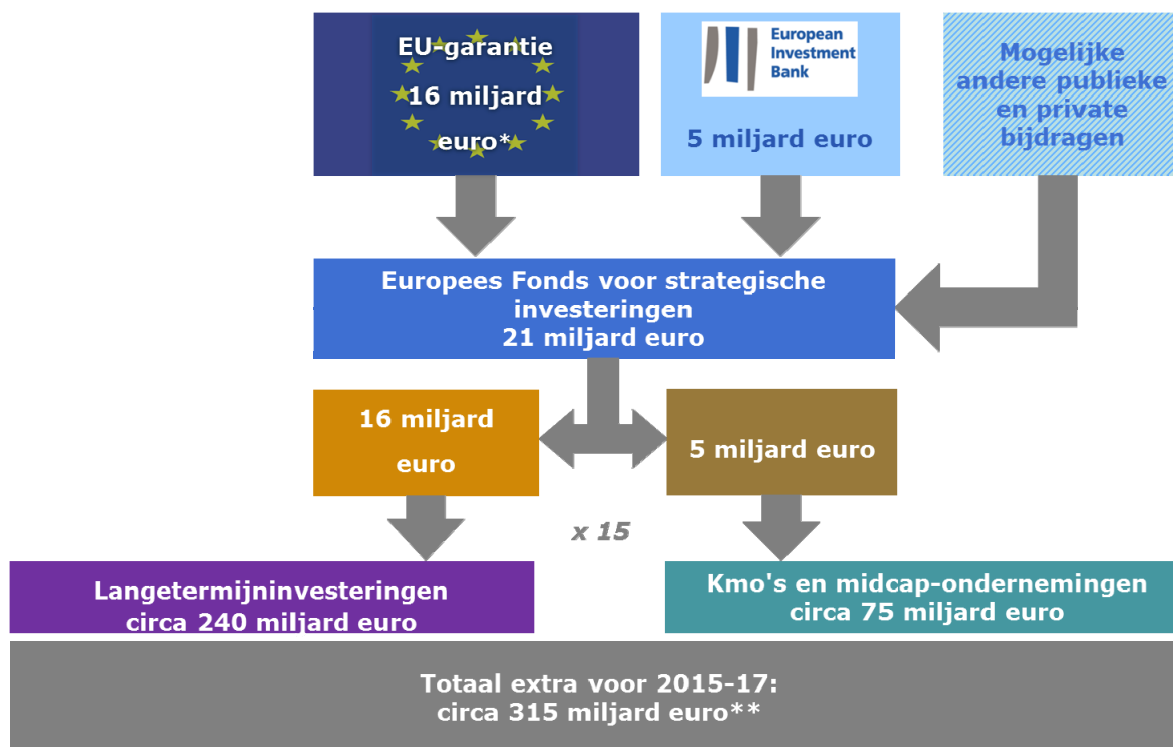 EU-garantie
16 miljard
euro*
European
Investment
Bank
5 miljard euro
Mogelijke
andere publieke
en private
bijdragen
Europees Fonds voor strategische
investeringen
21 miljard euro
16 miljard
euro
5 miljard euro
x 15
Langetermijninvesteringen
circa 240 miljard euro
Kmo's en midcap-ondernemingen
circa 75 miljard euro
Totaal extra voor 2015-17:
circa 315 miljard euro**